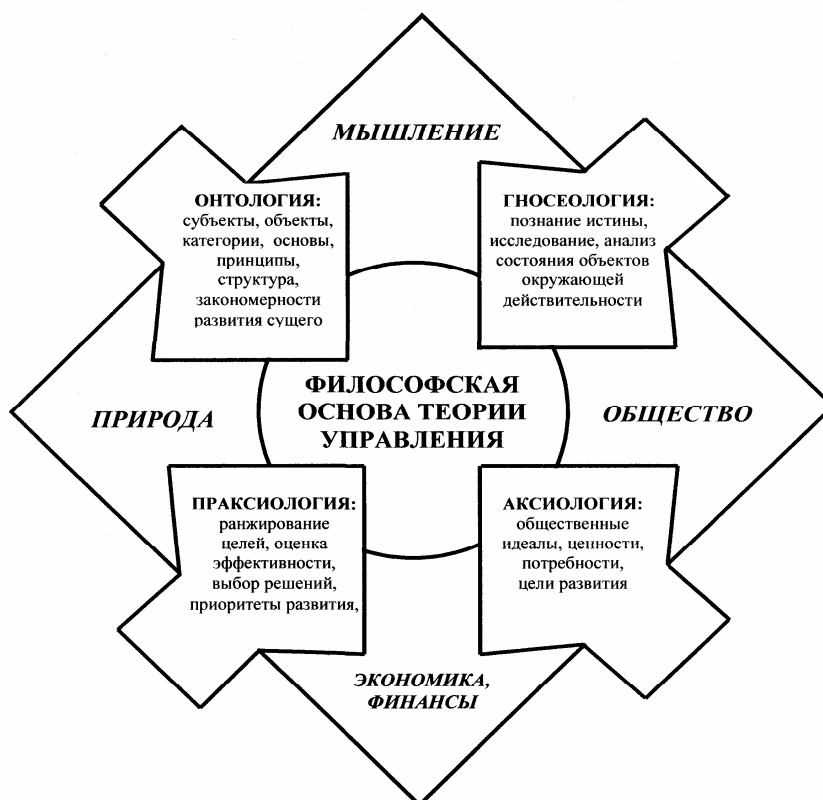 МЫШЛЕНИЕ
ОНТОЛОГИЯ:
субъекты, объекты,
категории, основы,
принципы,
структура,
закономерности
развития сущего
ГНОСЕОЛОГИЯ:
познание истины,
исследование, анализ
состояния объектов
окружающей
действительности
ПРИРОДА
ФИЛОСОФСКАЯ
ОСНОВА ТЕОРИИ
УПРАВЛЕНИЯ
ОБЩЕСТВО
ПРАКСИОЛОГИЯ:
ранжирование
целей, оценка
эффективности,
выбор решений,
приоритеты развития,
АКСИОЛОГИЯ:
общественные
идеалы, ценности,
потребности,
цели развития
ЭКОНОМИКА,
ФИНАНСЫ